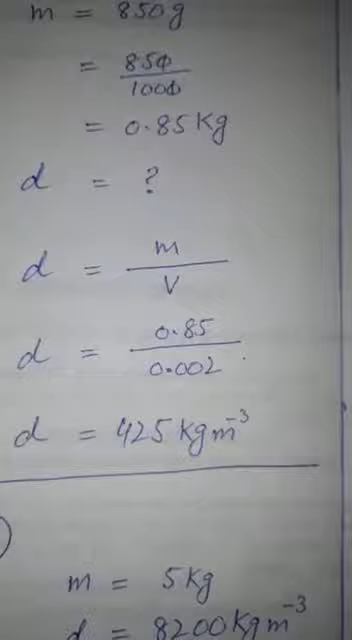 m = 850g
= 850/1000
= 0.85 Kg
d = ?
d = m/V
d = 0.85/0.002
d = 425 kgm⁻³
)
m = 5kg
d = 8200 Kgm⁻³